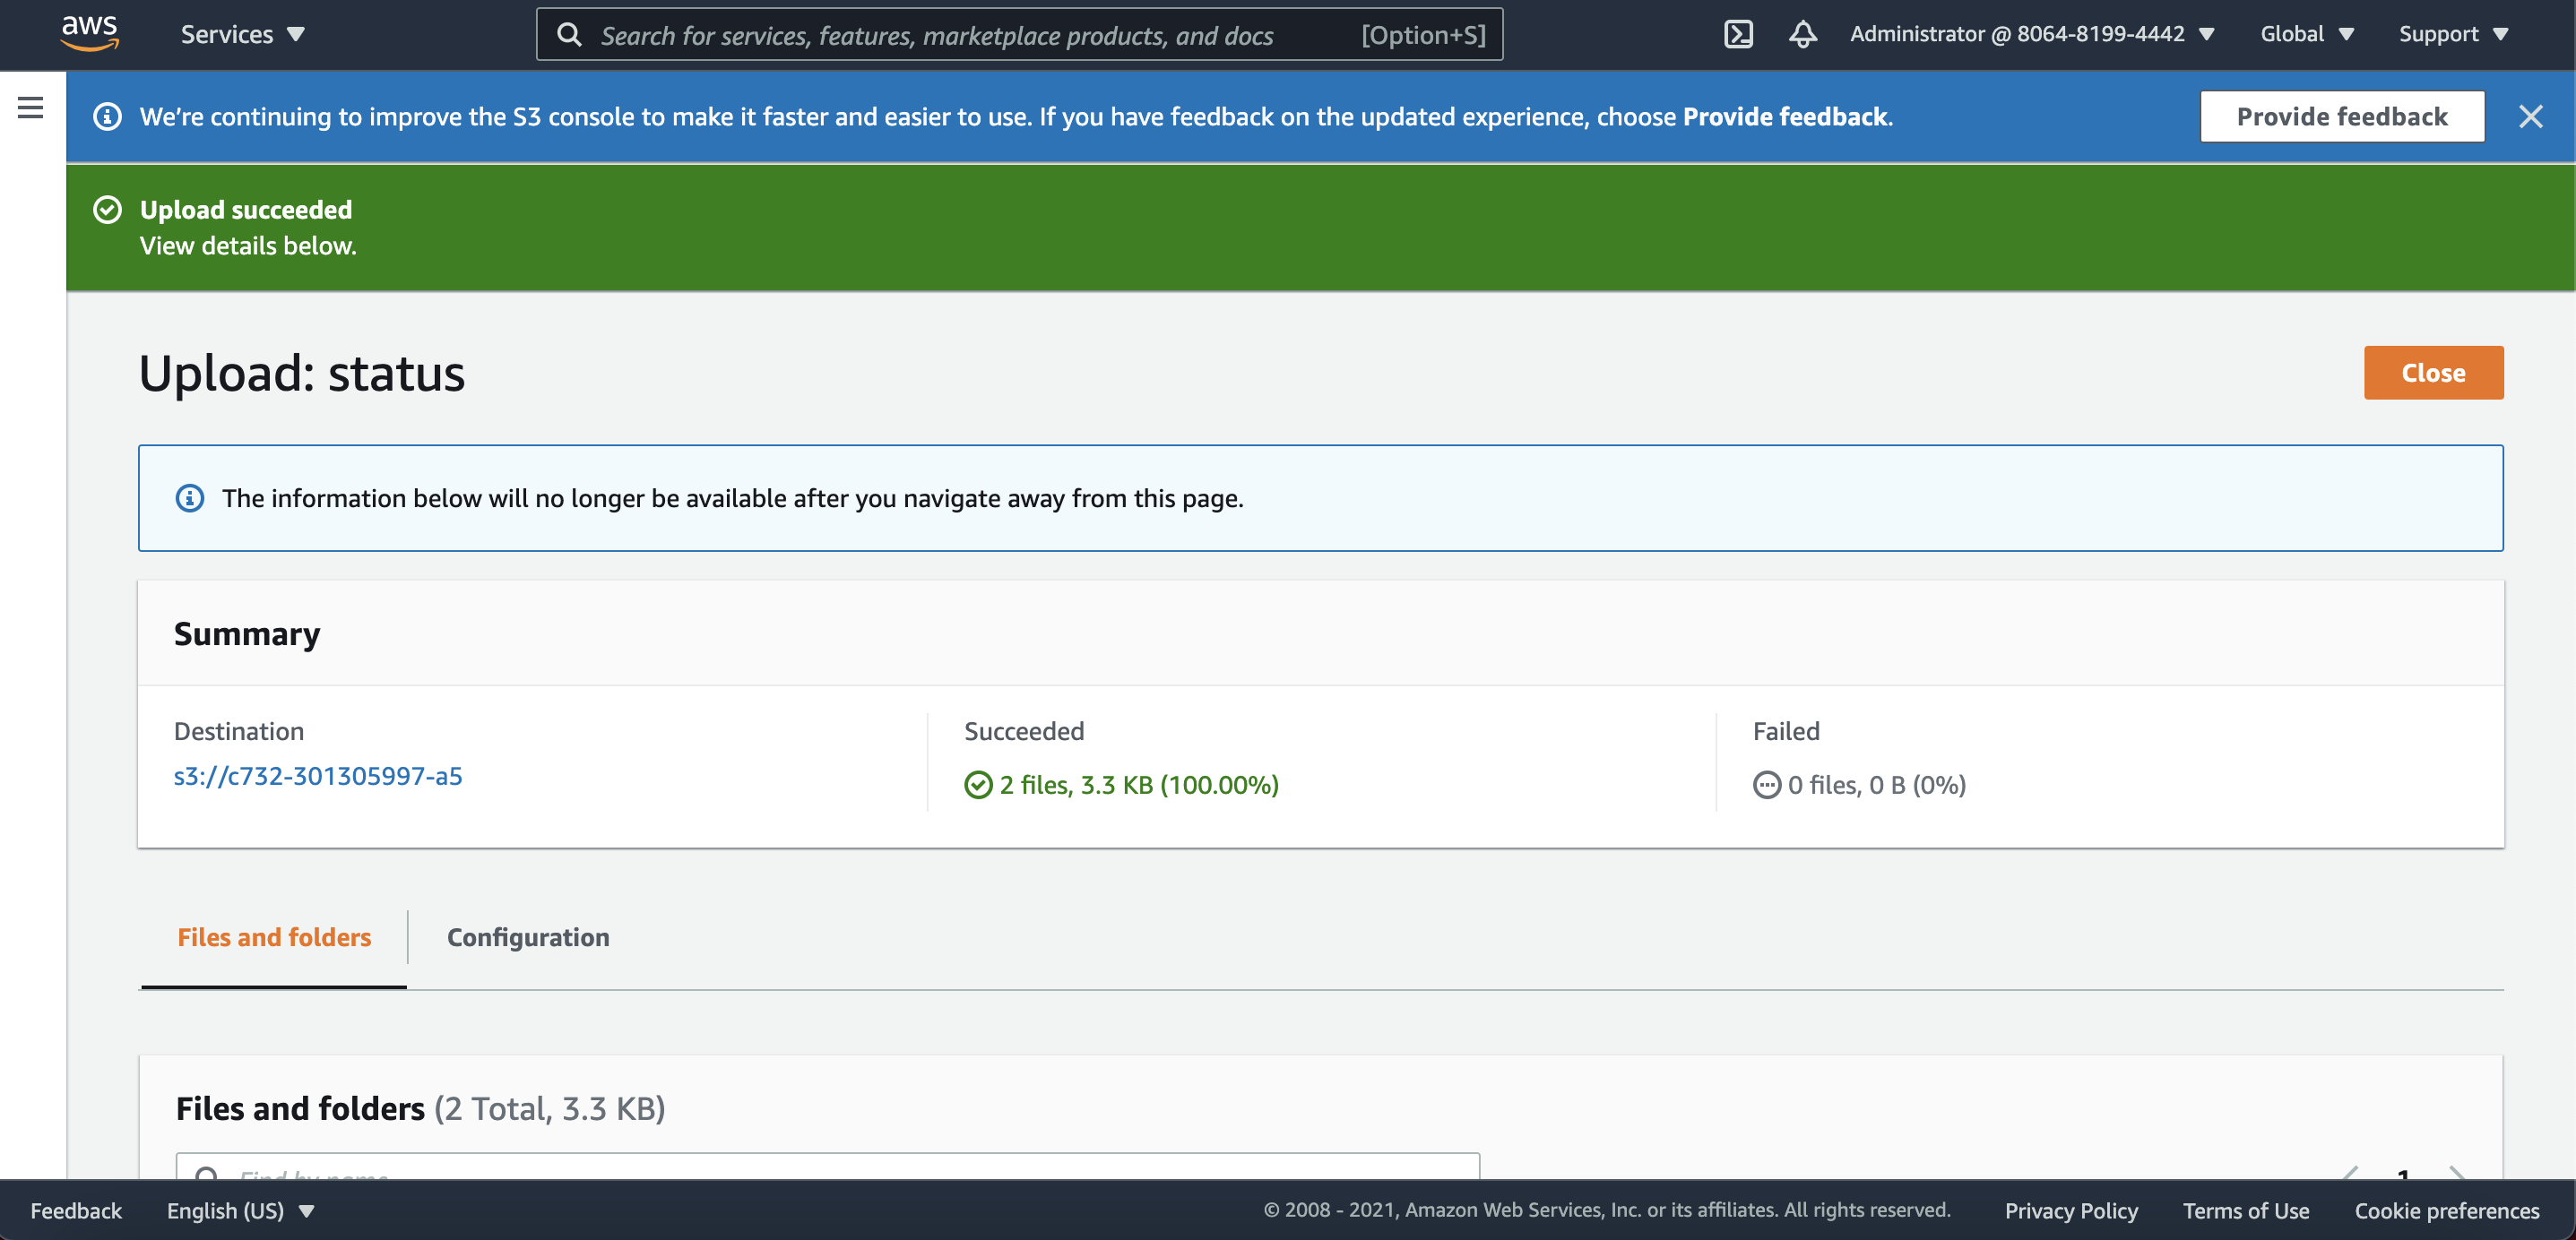 aws
Services
Search for services, features, marketplace products, and docs
[Option+S]
Administrator @ 8064-8199-4442
Global
Support
We're continuing to improve the S3 console to make it faster and easier to use. If you have feedback on the updated experience, choose Provide feedback.
Provide feedback
Upload succeeded
View details below.
Upload: status
Close
The information below will no longer be available after you navigate away from this page.
Summary
Destination
s3://c732-301305997-a5
Succeeded
2 files, 3.3 KB (100.00%)
Failed
0 files, 0 B (0%)
Files and folders
Configuration
Files and folders (2 Total, 3.3 KB)
Find by name
1
Feedback
English (US)
© 2008 - 2021, Amazon Web Services, Inc. or its affiliates. All rights reserved.
Privacy Policy
Terms of Use
Cookie preferences